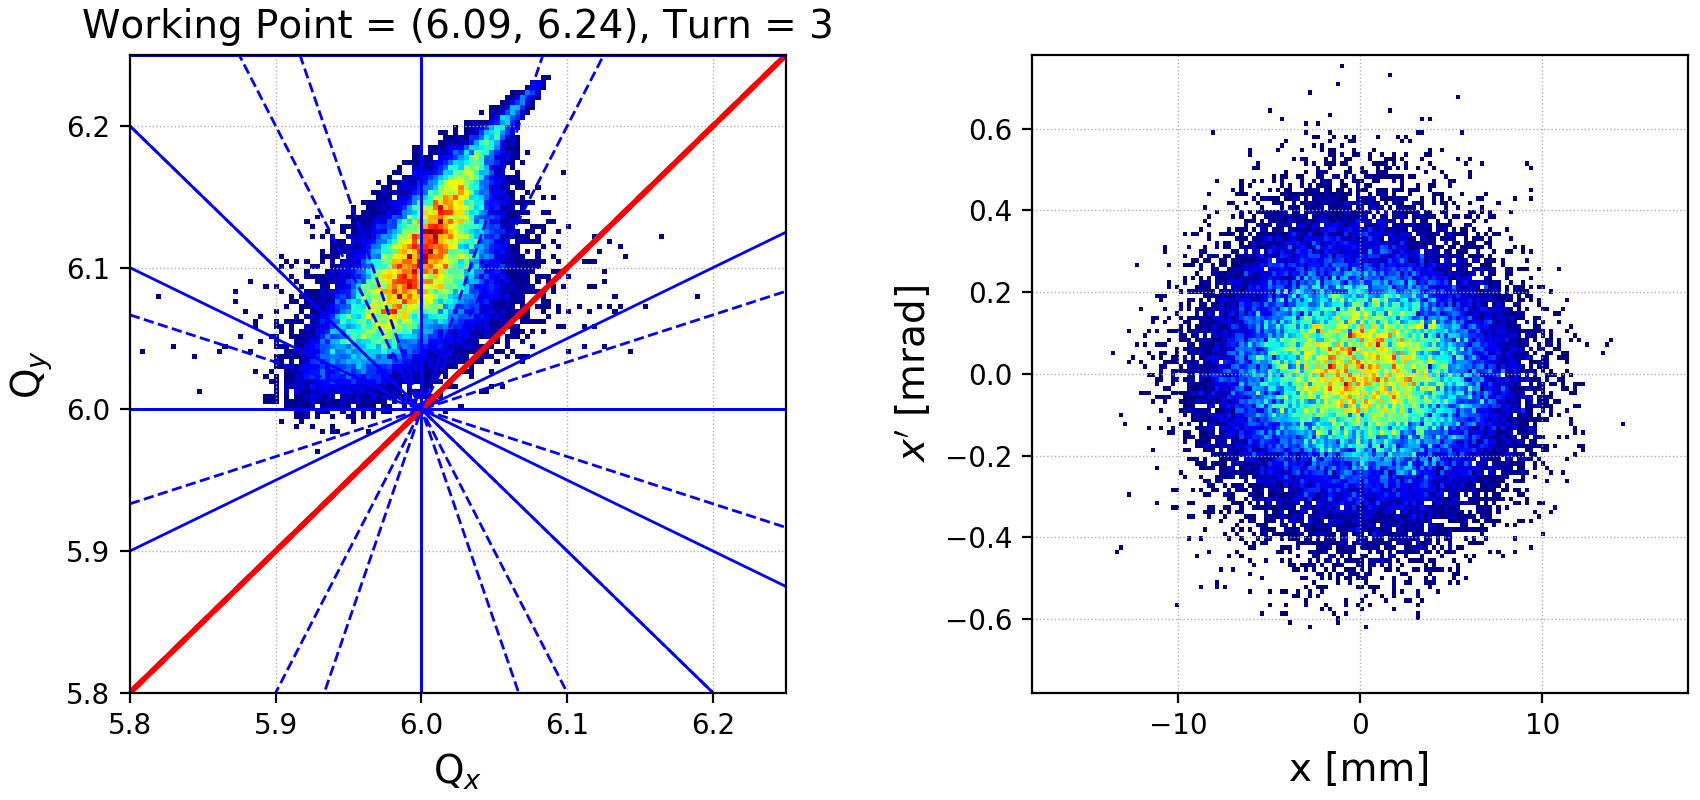 Working Point = (6.09, 6.24), Turn = 3
6.2
6.1
6.0
5.9
5.8
Qy
5.8 5.9 6.0 6.1 6.2
Qx
0.6
0.4
0.2
0.0
−0.2
−0.4
−0.6
x′ [mrad]
−10 0 10
x [mm]